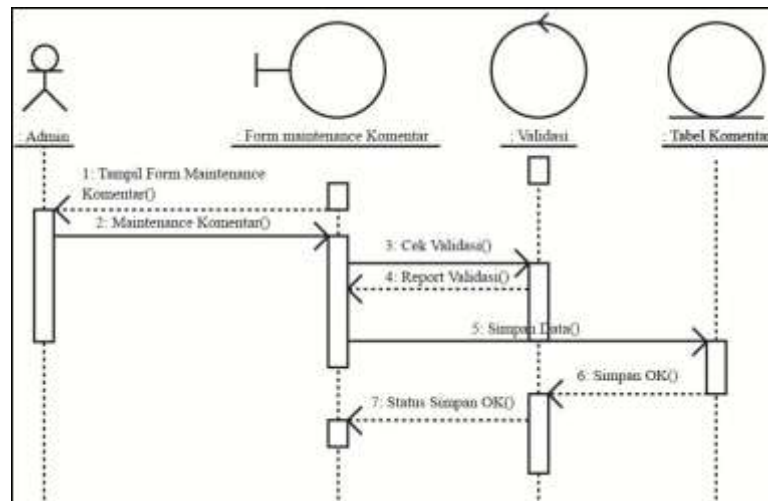 : Admin
: Form maintenance Komentar
: Validasi
: Tabel Komentar
1: Tampil Form Maintenance
Komentar()
2: Maintenance Komentar()
3: Cek Validasi()
4: Report Validasi()
5: Simpan Data()
6: Simpan OK()
7: Status Simpan OK()